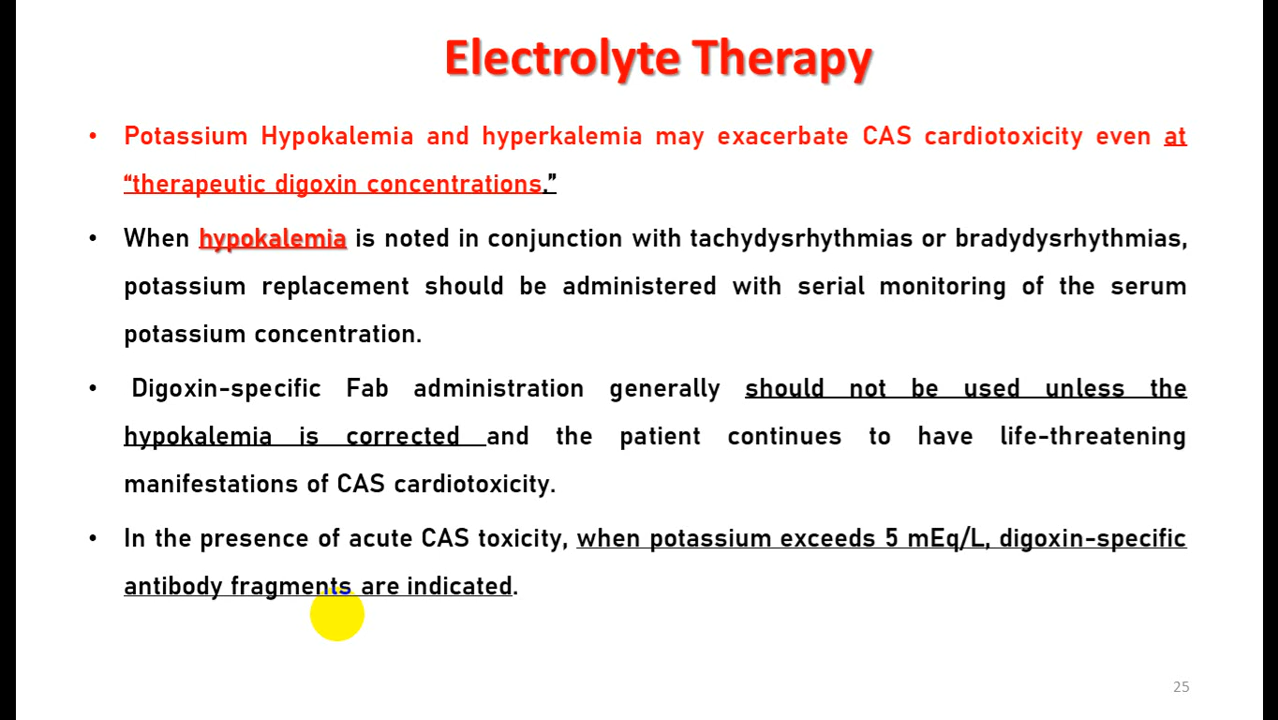 Electrolyte Therapy
• Potassium Hypokalemia and hyperkalemia may exacerbate CAS cardiotoxicity even at
“therapeutic digoxin concentrations.”
• When hypokalemia is noted in conjunction with tachydysrhythmias or bradydysrhythmias,
potassium replacement should be administered with serial monitoring of the serum
potassium concentration.
• Digoxin-specific Fab administration generally should not be used unless the
hypokalemia is corrected and the patient continues to have life-threatening
manifestations of CAS cardiotoxicity.
• In the presence of acute CAS toxicity, when potassium exceeds 5 mEq/L, digoxin-specific
antibody fragments are indicated.
25